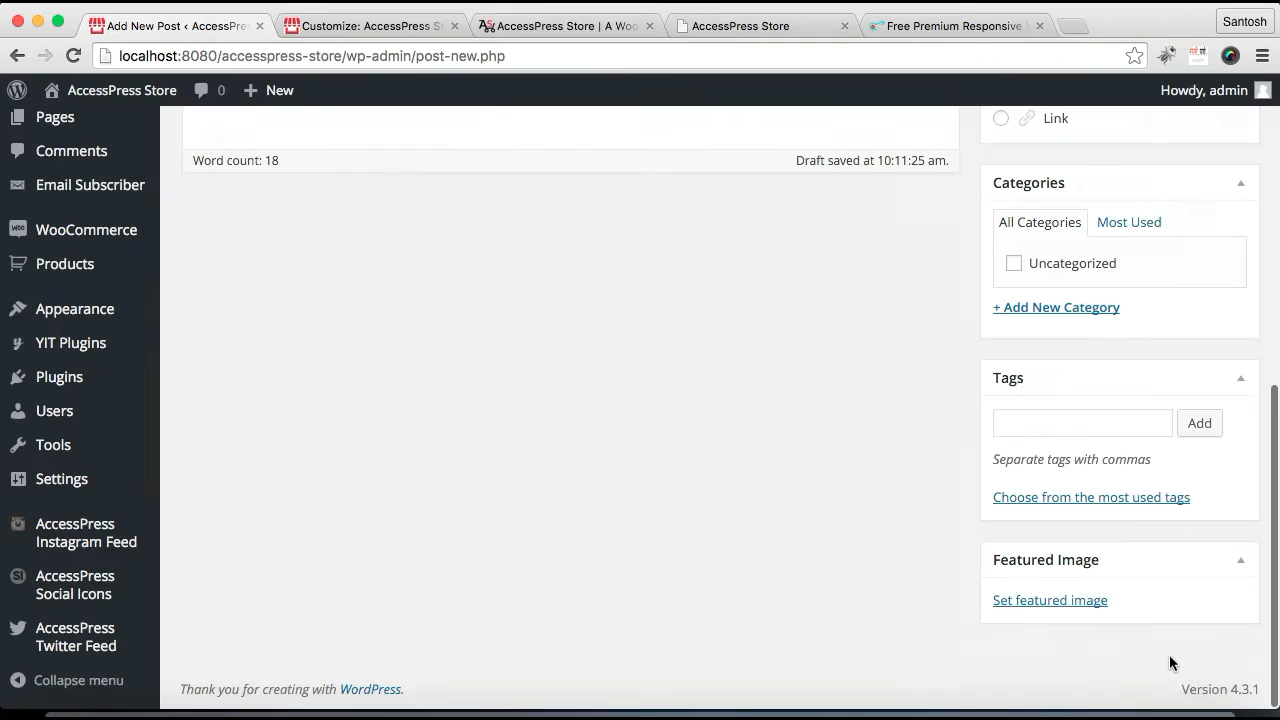 Add New Post ‹ AccessPre
Customize: AccessPress S
AccessPress Store | A Woo
AccessPress Store
Free Premium Responsive
Santosh
localhost:8080/accesspress-store/wp-admin/post-new.php
AccessPress Store
0
New
Howdy, admin
Pages
Comments
Email Subscriber
WooCommerce
Products
Appearance
YIT Plugins
Plugins
Users
Tools
Settings
AccessPress
Instagram Feed
AccessPress
Social Icons
AccessPress
Twitter Feed
Collapse menu
Word count: 18
Draft saved at 10:11:25 am.
Link
Categories
All Categories
Most Used
Uncategorized
+ Add New Category
Tags
Add
Separate tags with commas
Choose from the most used tags
Featured Image
Set featured image
Thank you for creating with WordPress.
Version 4.3.1